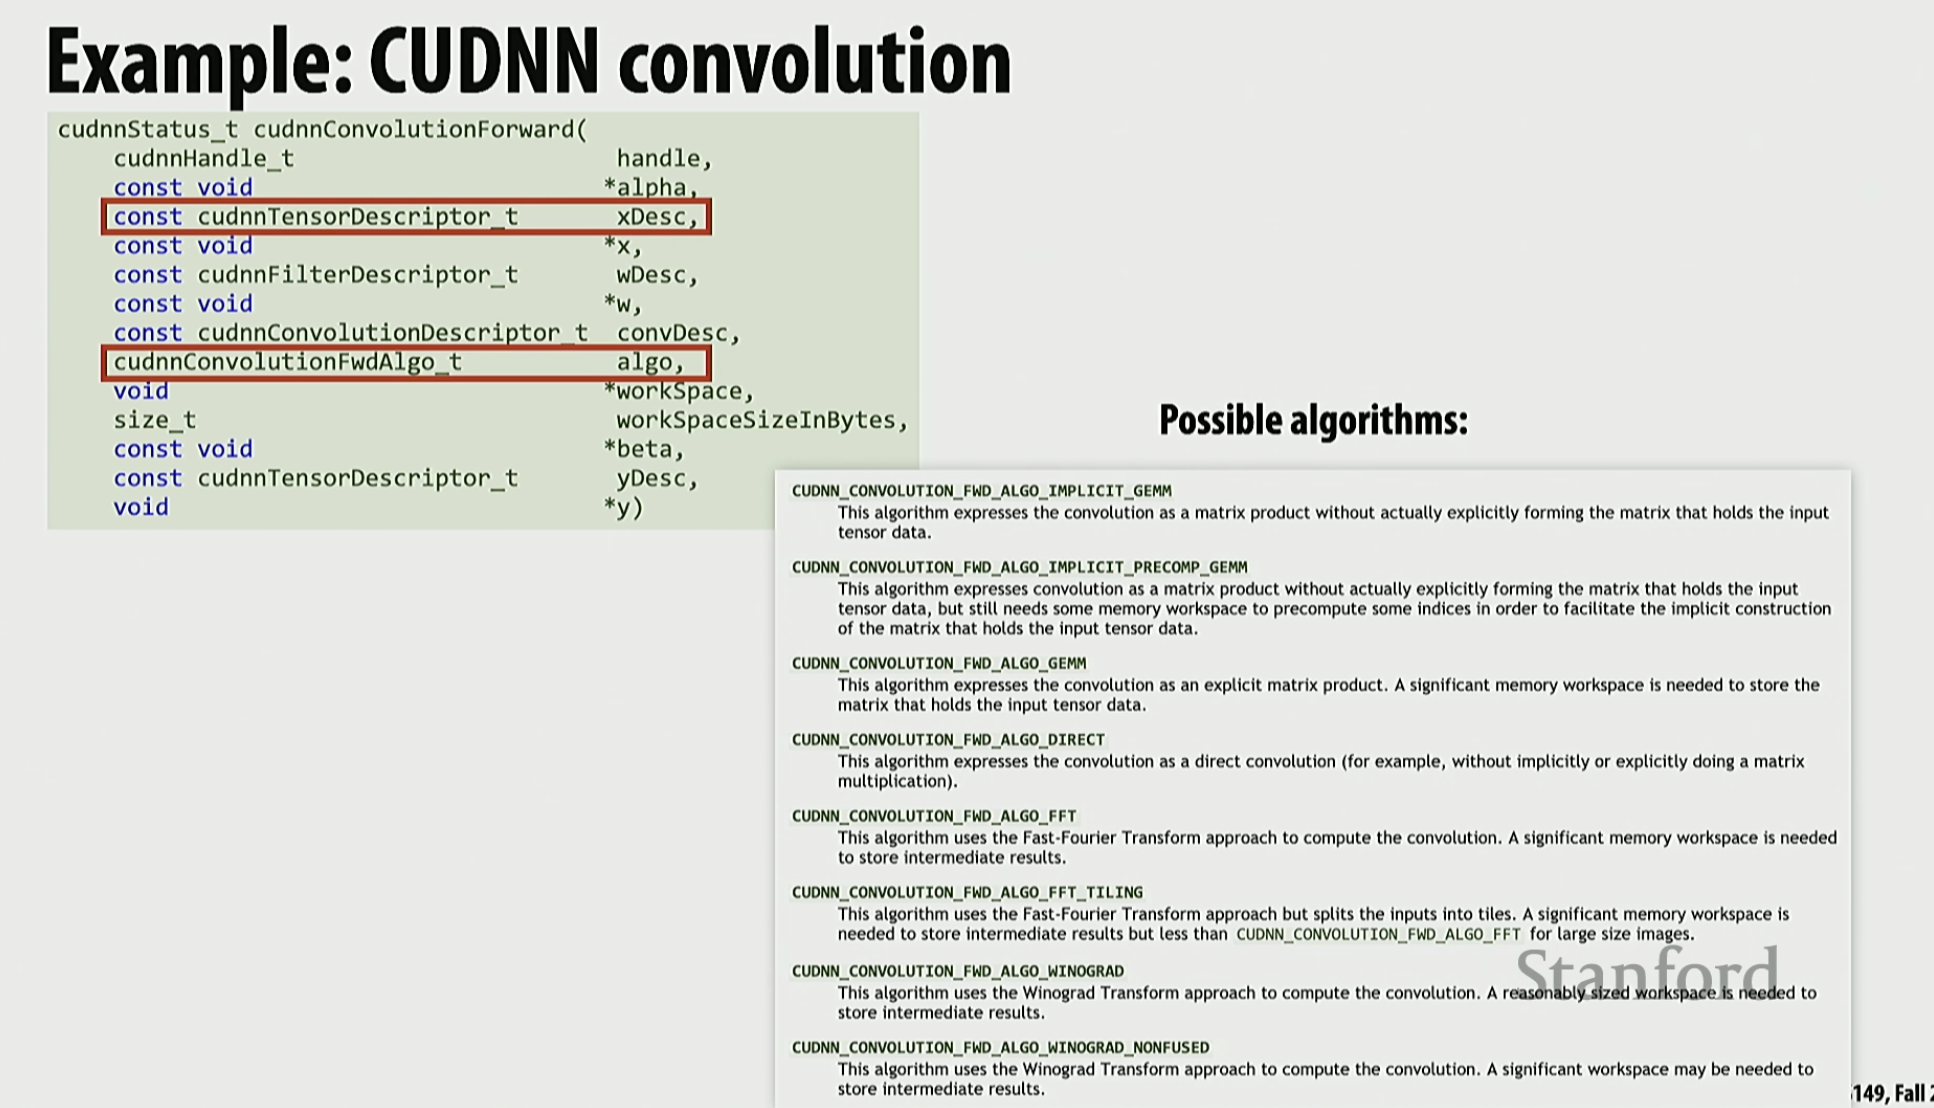 Example: CUDNN convolution
cudnnStatus_t cudnnConvolutionForward(
cudnnHandle_t handle,
const void *alpha,
const cudnnTensorDescriptor_t xDesc,
const void *x,
const cudnnFilterDescriptor_t wDesc,
const void *w,
const cudnnConvolutionDescriptor_t convDesc,
cudnnConvolutionFwdAlgo_t algo,
void *workSpace,
size_t workSpaceSizeInBytes,
const void *beta,
const cudnnTensorDescriptor_t yDesc,
void *y)
Possible algorithms:
CUDNN_CONVOLUTION_FWD_ALGO_IMPLICIT_GEMM
This algorithm expresses the convolution as a matrix product without actually explicitly forming the matrix that holds the input
tensor data.
CUDNN_CONVOLUTION_FWD_ALGO_IMPLICIT_PRECOMP_GEMM
This algorithm expresses convolution as a matrix product without actually explicitly forming the matrix that holds the input
tensor data, but still needs some memory workspace to precompute some indices in order to facilitate the implicit construction
of the matrix that holds the input tensor data.
CUDNN_CONVOLUTION_FWD_ALGO_GEMM
This algorithm expresses the convolution as an explicit matrix product. A significant memory workspace is needed to store the
matrix that holds the input tensor data.
CUDNN_CONVOLUTION_FWD_ALGO_DIRECT
This algorithm expresses the convolution as a direct convolution (for example, without implicitly or explicitly doing a matrix
multiplication).
CUDNN_CONVOLUTION_FWD_ALGO_FFT
This algorithm uses the Fast-Fourier Transform approach to compute the convolution. A significant memory workspace is needed
to store intermediate results.
CUDNN_CONVOLUTION_FWD_ALGO_FFT_TILING
This algorithm uses the Fast-Fourier Transform approach but splits the inputs into tiles. A significant memory workspace is
needed to store intermediate results but less than CUDNN_CONVOLUTION_FWD_ALGO_FFT for large size images.
CUDNN_CONVOLUTION_FWD_ALGO_WINOGRAD
This algorithm uses the Winograd Transform approach to compute the convolution. A reasonably sized workspace is needed to
store intermediate results.
CUDNN_CONVOLUTION_FWD_ALGO_WINOGRAD_NONFUSED
This algorithm uses the Winograd Transform approach to compute the convolution. A significant workspace may be needed to
store intermediate results.
Stanford
149, Fall